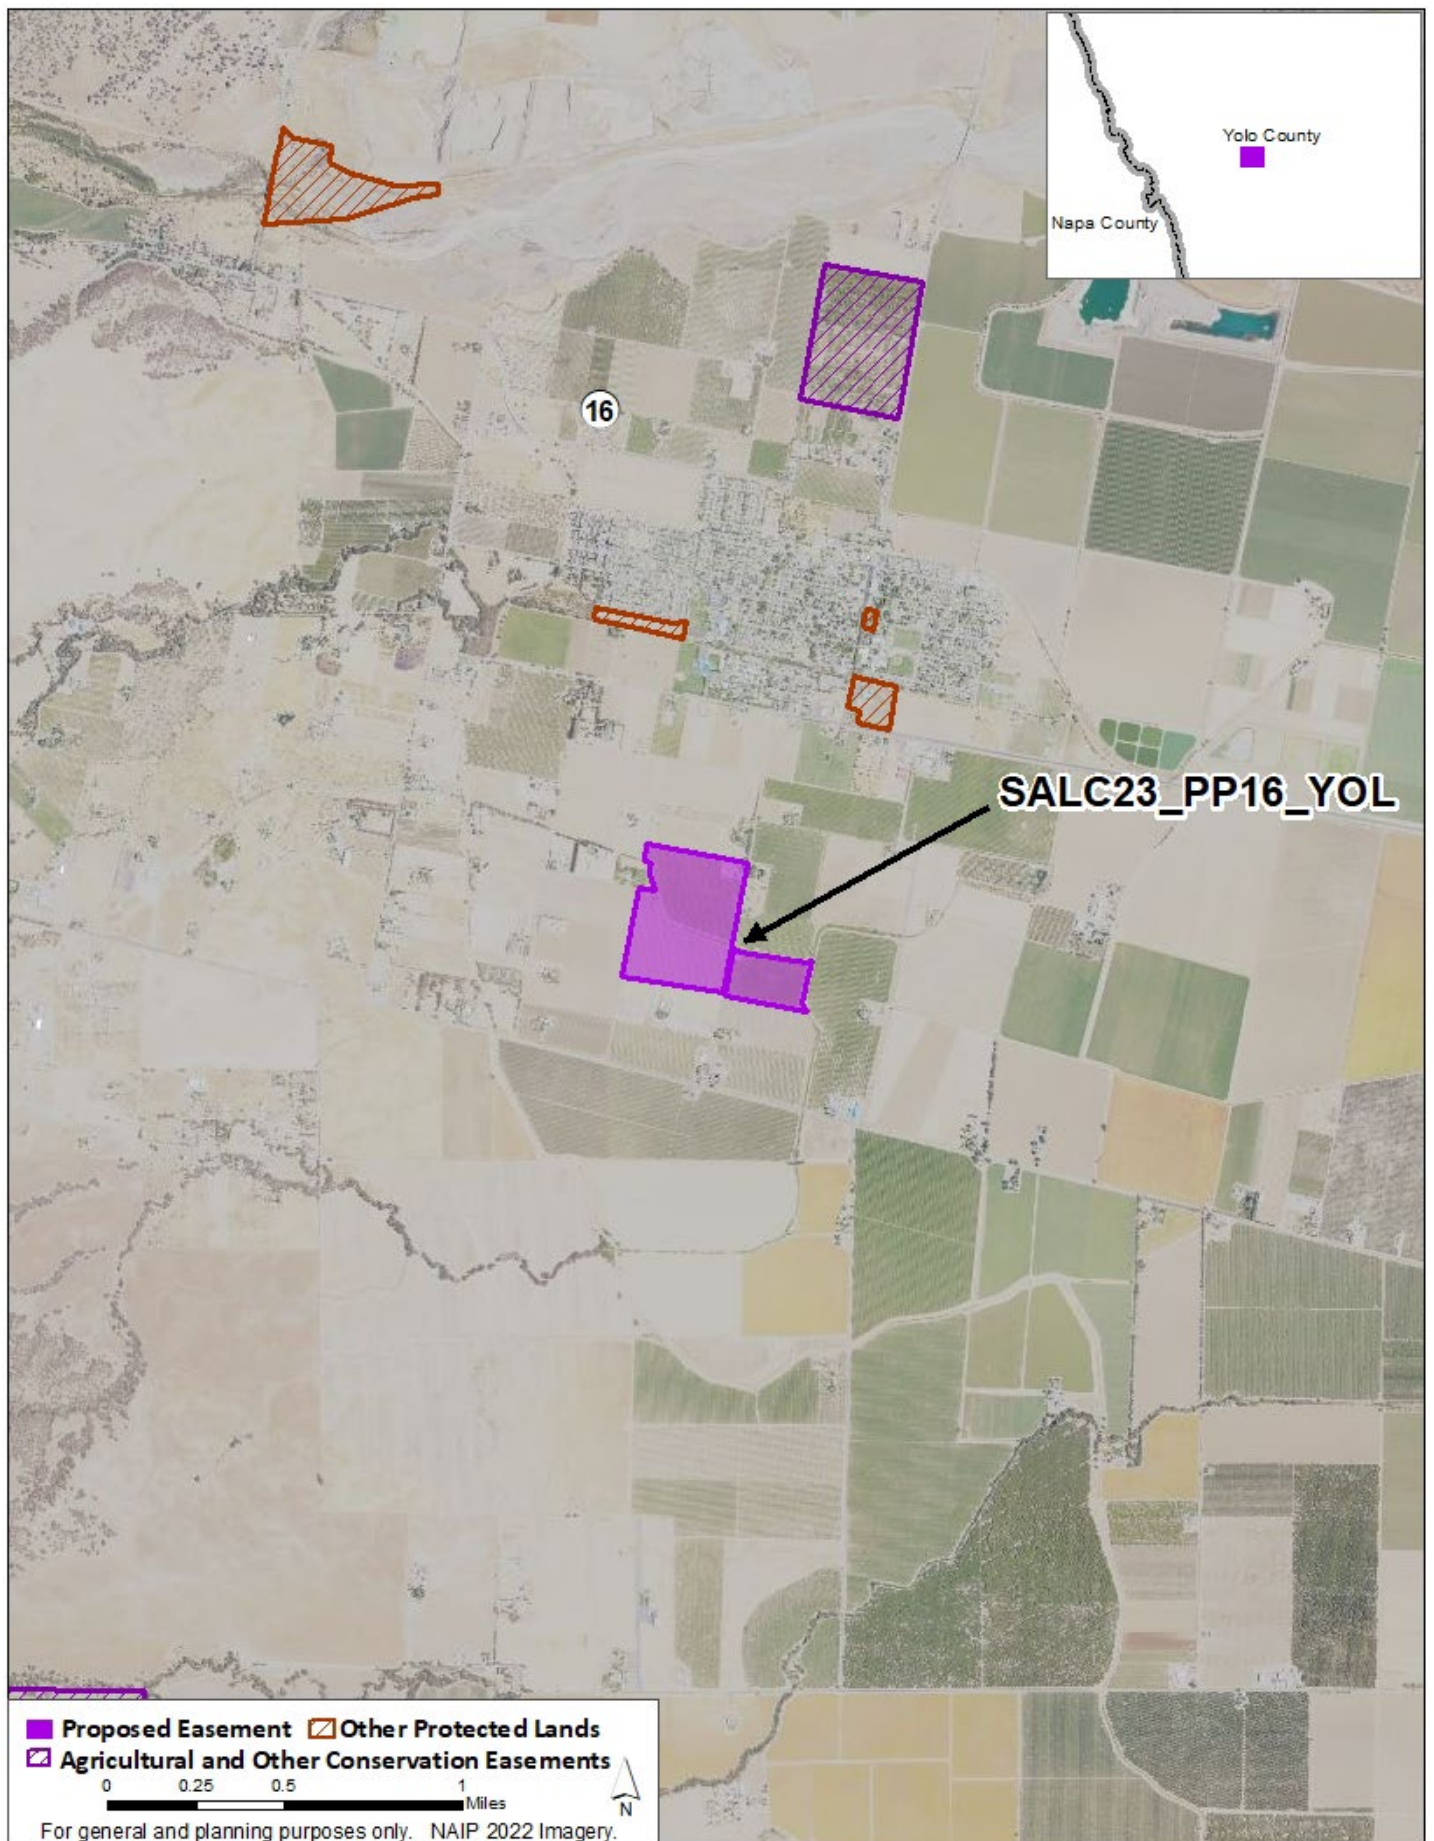 Yolo County
Napa County
16
SALC23_PP16_YOL
Proposed Easement
Other Protected Lands
Agricultural and Other Conservation Easements
0 0.25 0.5 1
Miles
N
For general and planning purposes only. NAIP 2022 Imagery.